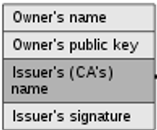 Owner's name
Owner's public key
Issuer's (CA's)
name
Issuer's signature